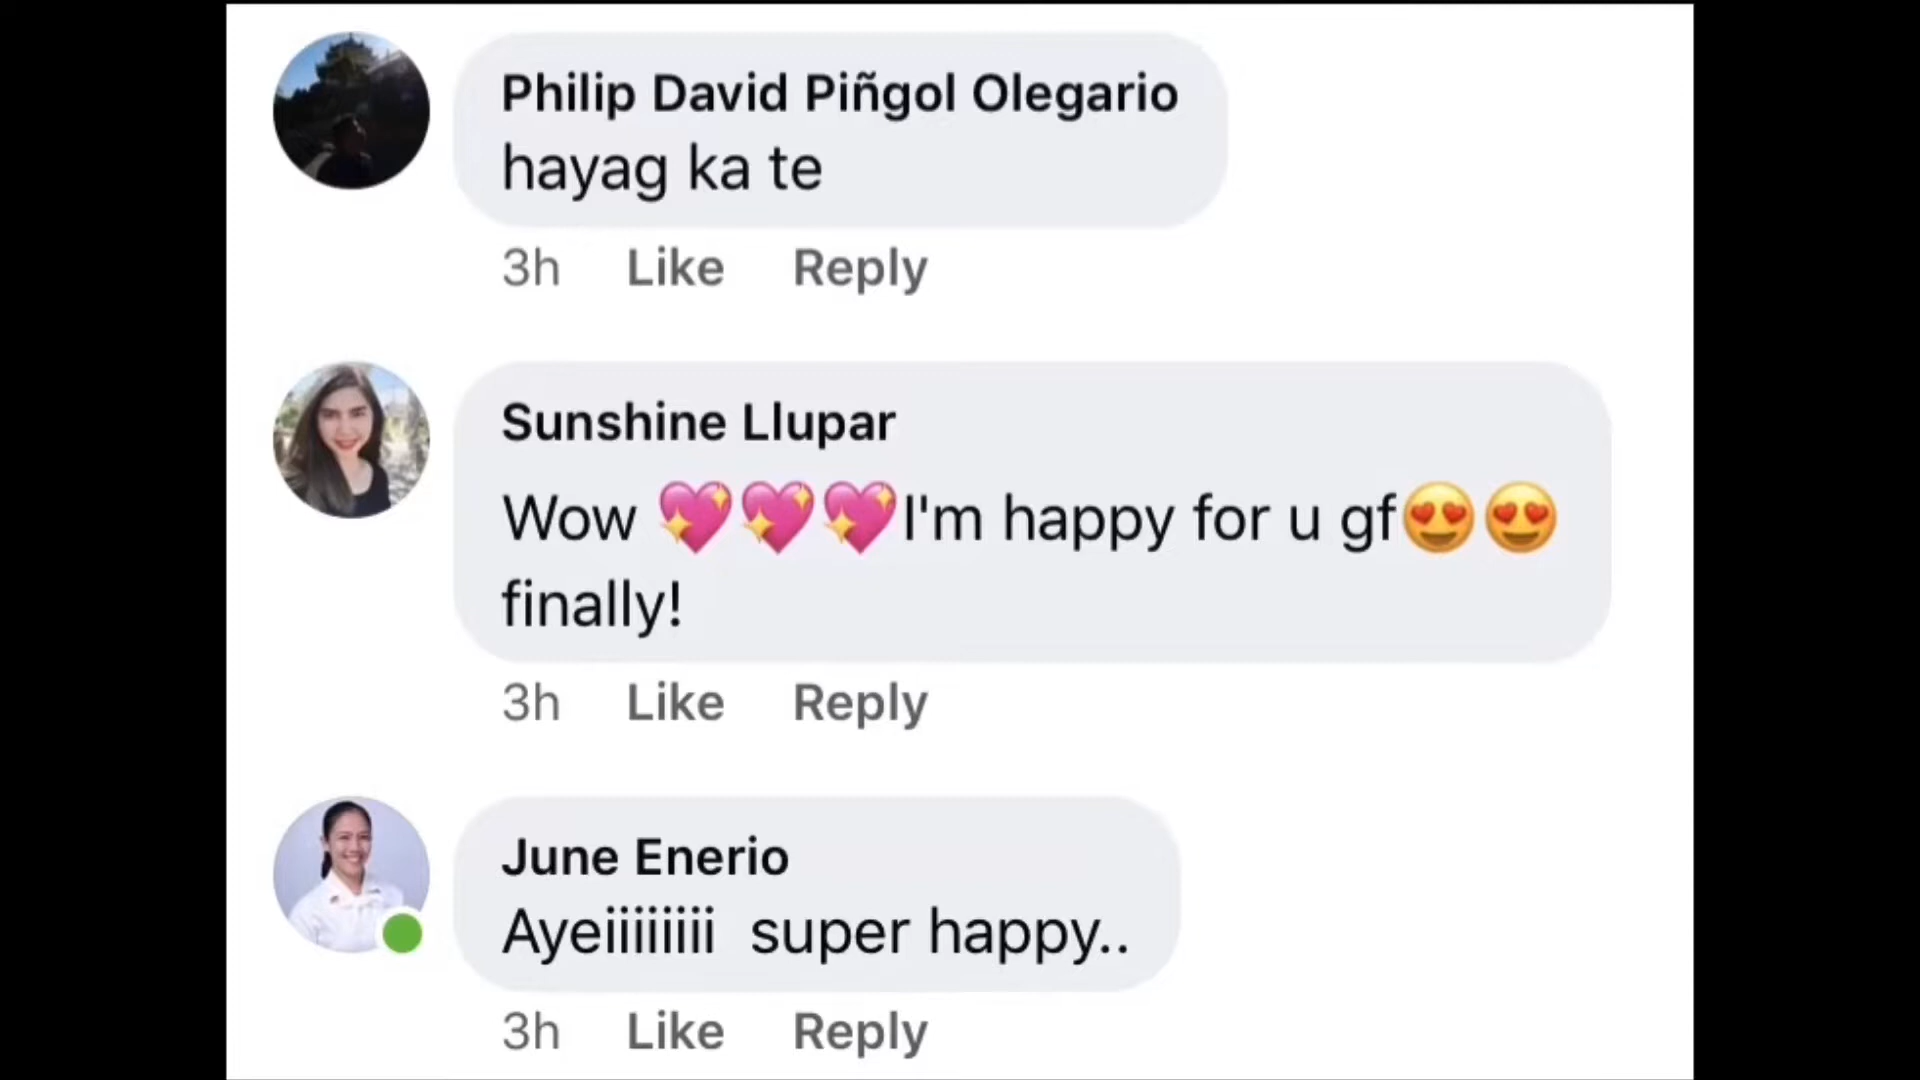 Philip David Piñgol Olegario
hayag ka te
3h Like Reply
Sunshine Llupar
Wow 💖💖💖I'm happy for u gf😍😍
finally!
3h Like Reply
June Enerio
Ayeiiiiiiii super happy..
3h Like Reply